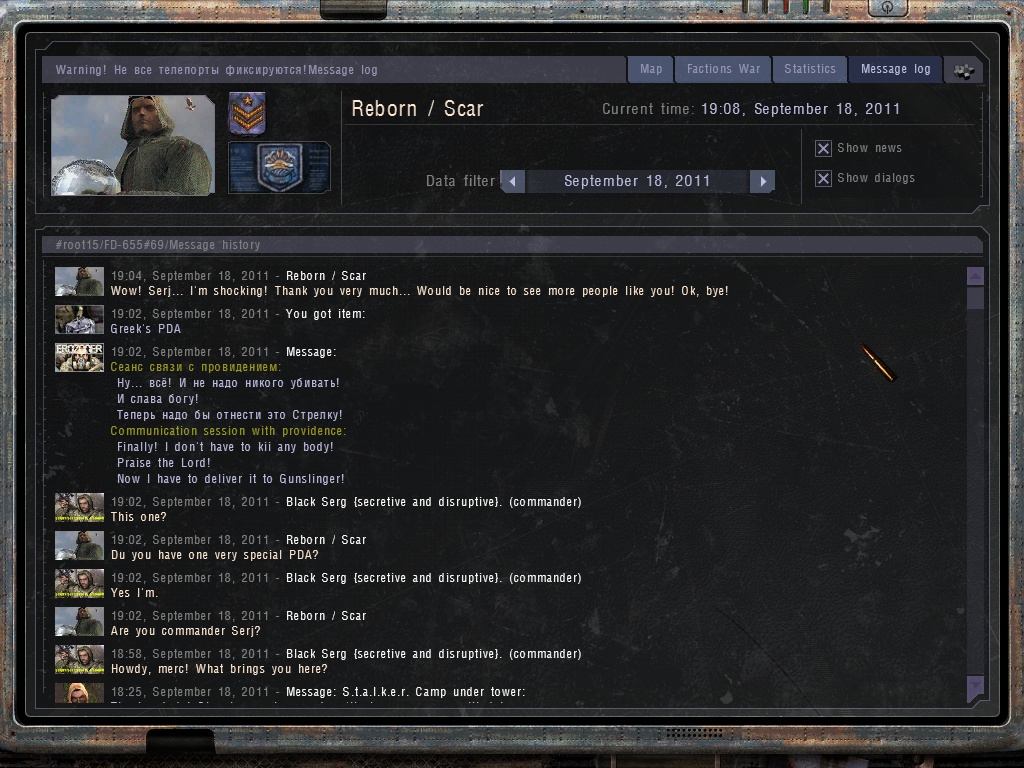 Warning! Не все телепорты фиксируются!Message log
Map
Factions War
Statistics
Message log
Reborn / Scar
Current time: 19:08, September 18, 2011
Show news
Data filter
September 18, 2011
Show dialogs
#root15/FD-655#69/Message history
19:04, September 18, 2011 - Reborn / Scar
Wow! Serj... I'm shocking! Thank you very much... Would be nice to see more people like you! Ok, bye!
19:02, September 18, 2011 - You got item:
Greek's PDA
19:02, September 18, 2011 - Message:
Сеанс связи с провидением:
Ну... всё! И не надо никого убивать!
И слава богу!
Теперь надо бы отнести это Стрелку!
Communication session with providence:
Finally! I don't have to kii any body!
Praise the Lord!
Now I have to deliver it to Gunslinger!
19:02, September 18, 2011 - Black Serg {secretive and disruptive}. (commander)
This one?
19:02, September 18, 2011 - Reborn / Scar
Du you have one very special PDA?
19:02, September 18, 2011 - Black Serg {secretive and disruptive}. (commander)
Yes I'm.
19:02, September 18, 2011 - Reborn / Scar
Are you commander Serj?
18:58, September 18, 2011 - Black Serg {secretive and disruptive}. (commander)
Howdy, merc! What brings you here?
18:25, September 18, 2011 - Message: S.t.a.l.k.e.r. Camp under tower: